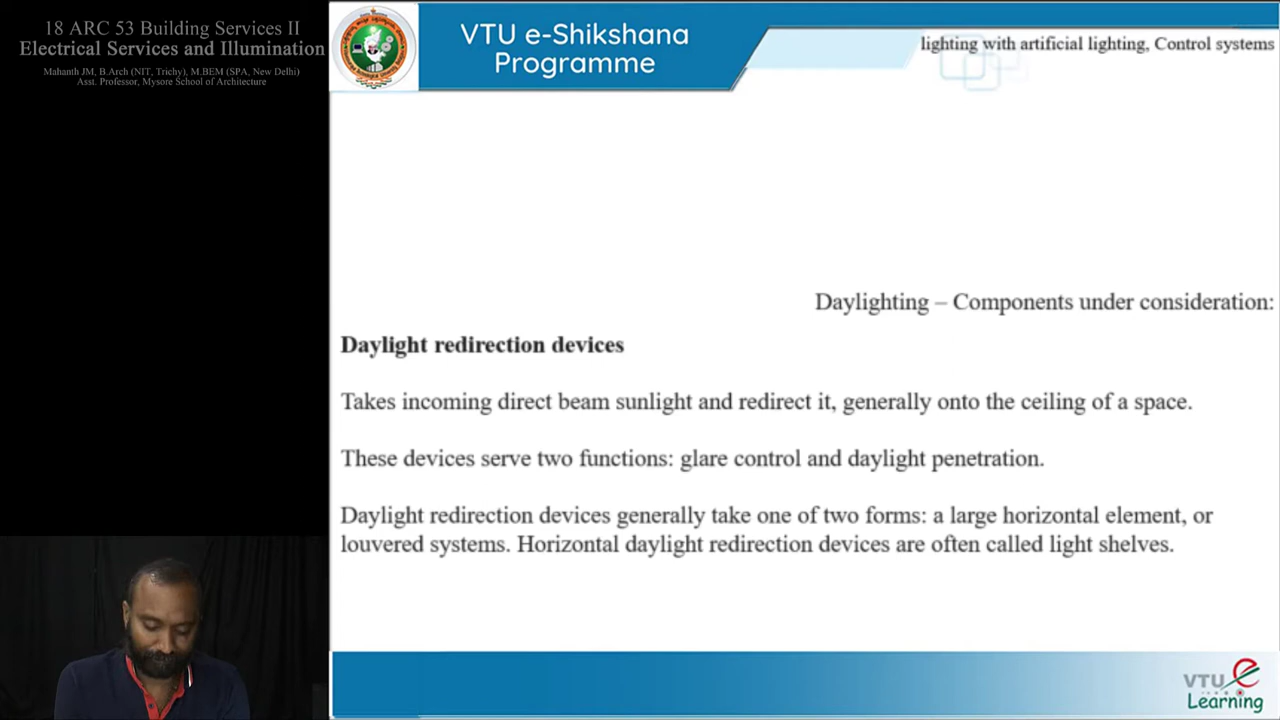 18 ARC 53 Building Services II
Electrical Services and Illumination
Mahanth JM, B.Arch (NIT, Trichy), M.BEM (SPA, New Delhi)
Asst. Professor, Mysore School of Architecture
VTU e-Shikshana
Programme
lighting with artificial lighting, Control systems
Daylighting – Components under consideration:
Daylight redirection devices
Takes incoming direct beam sunlight and redirect it, generally onto the ceiling of a space.
These devices serve two functions: glare control and daylight penetration.
Daylight redirection devices generally take one of two forms: a large horizontal element, or
louvered systems. Horizontal daylight redirection devices are often called light shelves.
VTU e
Learning